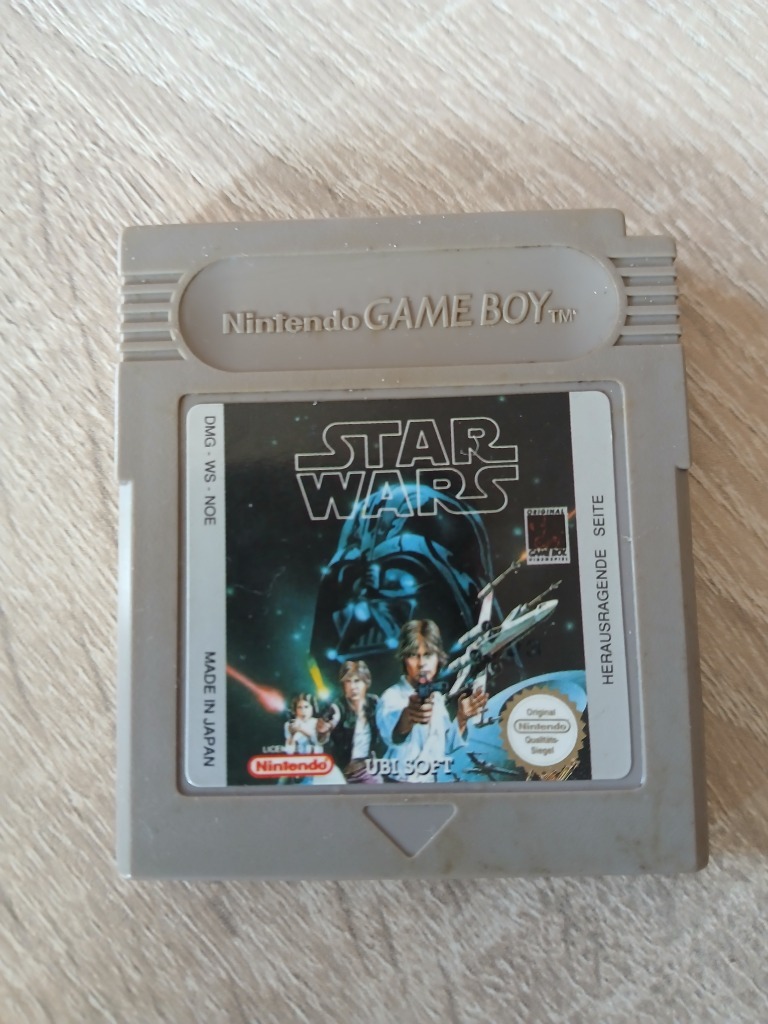 Nintendo GAME BOY TM
DMG - WS - NOE
MADE IN JAPAN
STAR
WARS
ORIGINAL
GAME BOY
HERAUSRAGENDE SEITE
Original
Nintendo
Qualitäts-
Siegel
Nintendo
UBI SOFT